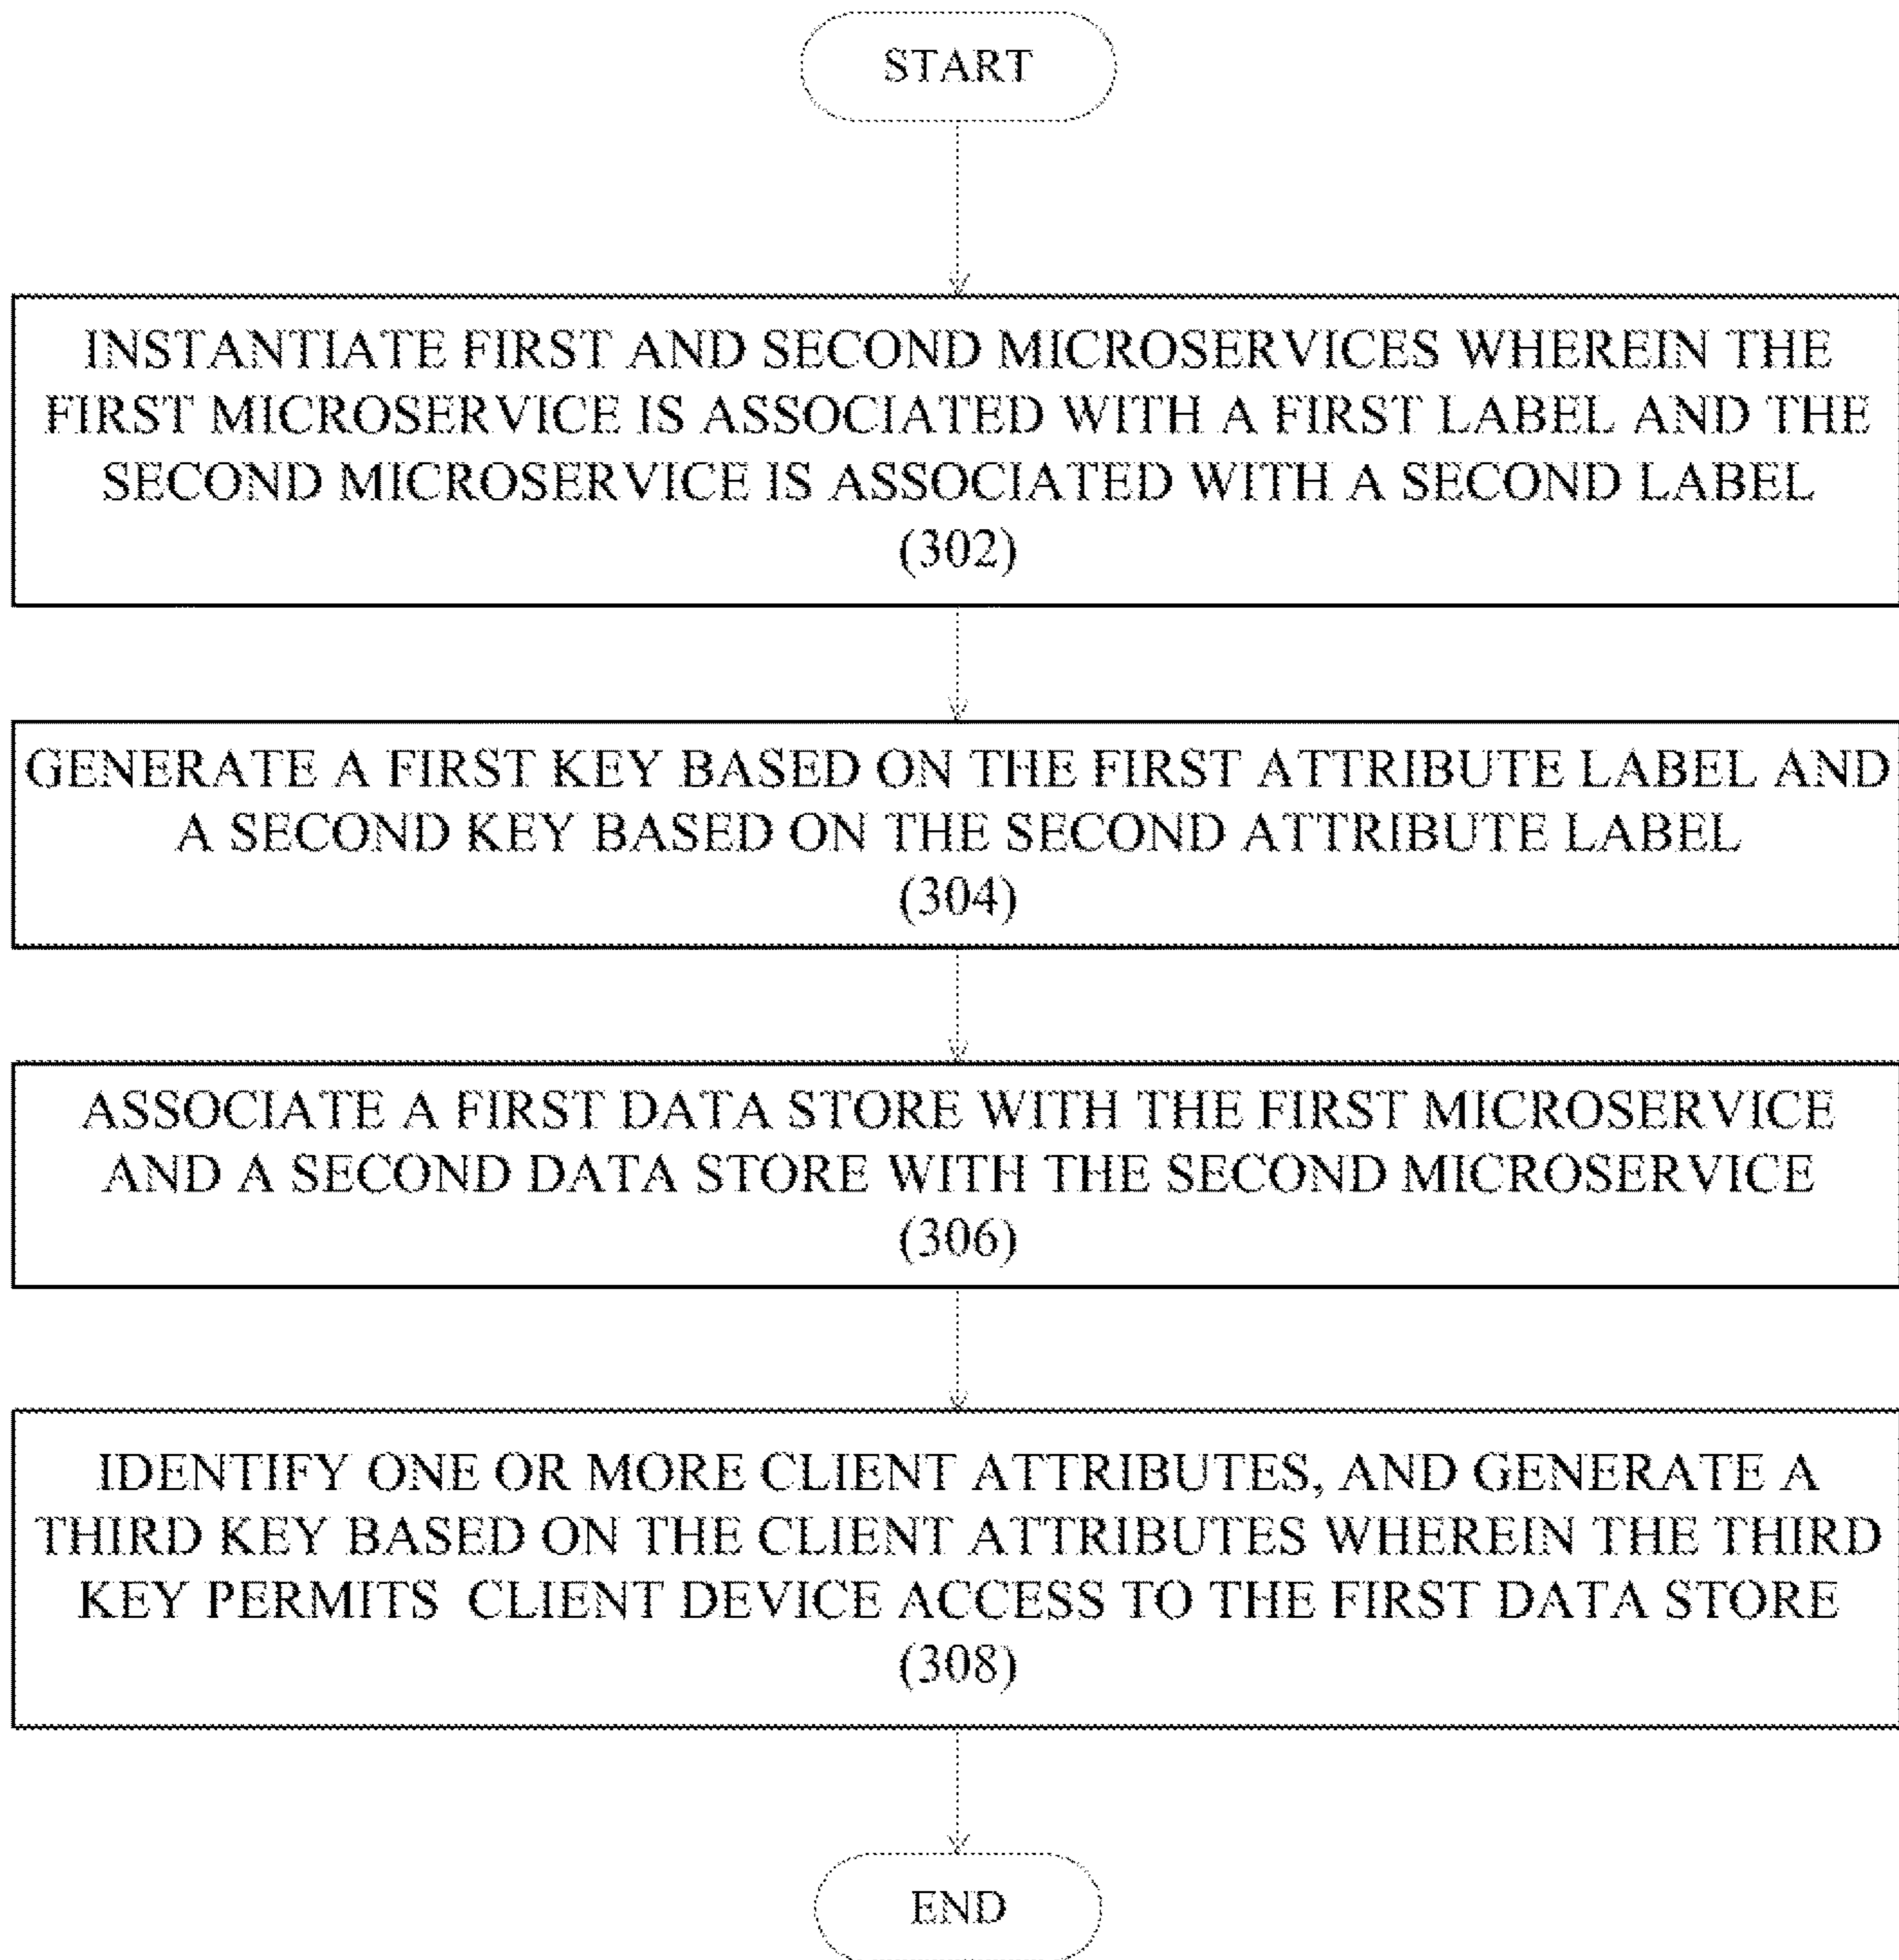 START
INSTANTIATE FIRST AND SECOND MICROSERVICES WHEREIN THE
FIRST MICROSERVICE IS ASSOCIATED WITH A FIRST LABEL AND THE
SECOND MICROSERVICE IS ASSOCIATED WITH A SECOND LABEL
(302)
GENERATE A FIRST KEY BASED ON THE FIRST ATTRIBUTE LABEL AND
A SECOND KEY BASED ON THE SECOND ATTRIBUTE LABEL
(304)
ASSOCIATE A FIRST DATA STORE WITH THE FIRST MICROSERVICE
AND A SECOND DATA STORE WITH THE SECOND MICROSERVICE
(306)
IDENTIFY ONE OR MORE CLIENT ATTRIBUTES, AND GENERATE A
THIRD KEY BASED ON THE CLIENT ATTRIBUTES WHEREIN THE THIRD
KEY PERMITS CLIENT DEVICE ACCESS TO THE FIRST DATA STORE
(308)
END